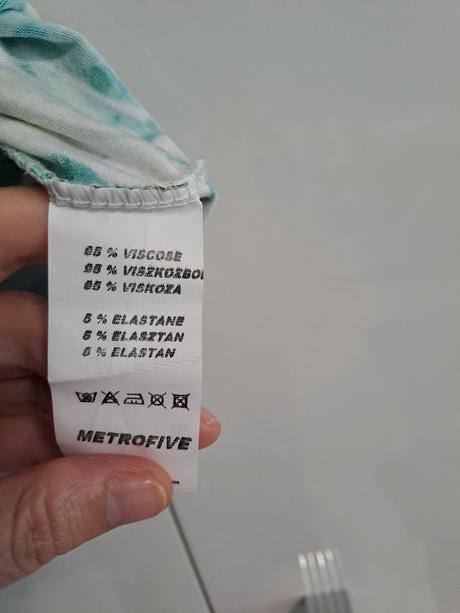 95 % VISCOSE
95 % VISZKOZBOL
95 % VISKOZA
5 % ELASTANE
5 % ELASZTAN
5 % ELASTAN
METROFIVE